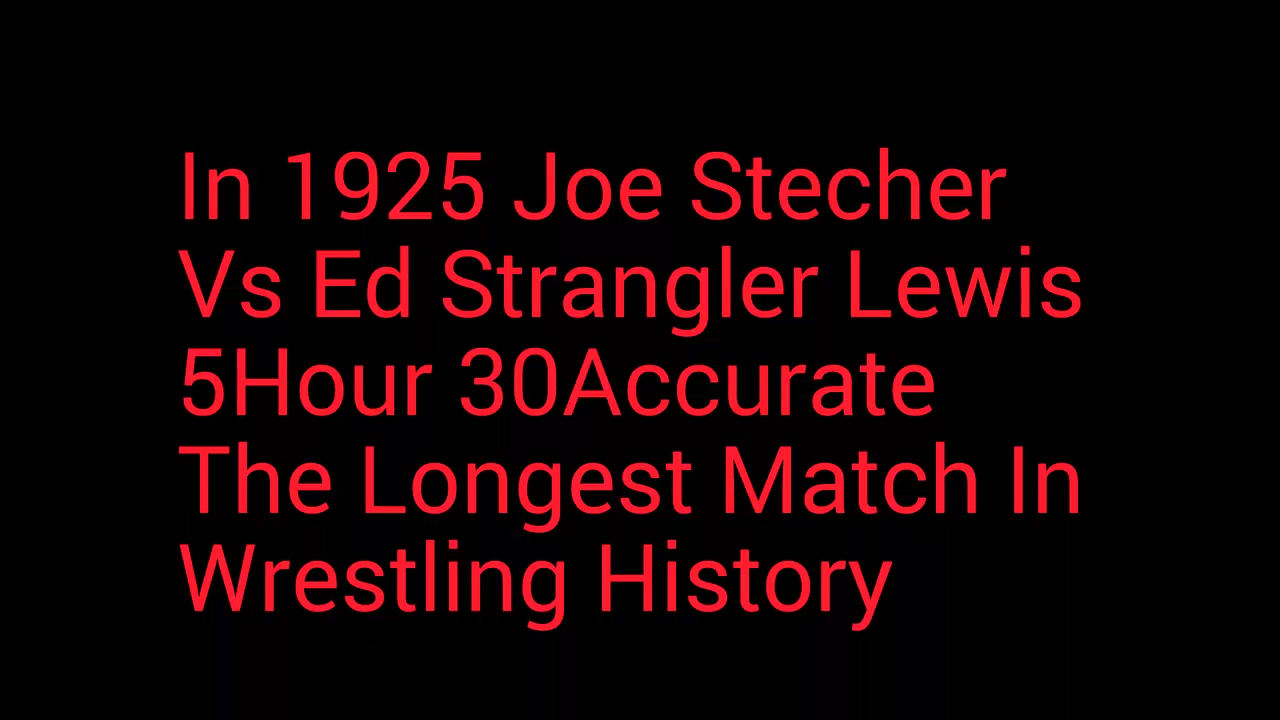 In 1925 Joe Stecher
Vs Ed Strangler Lewis
5Hour 30Accurate
The Longest Match In
Wrestling History